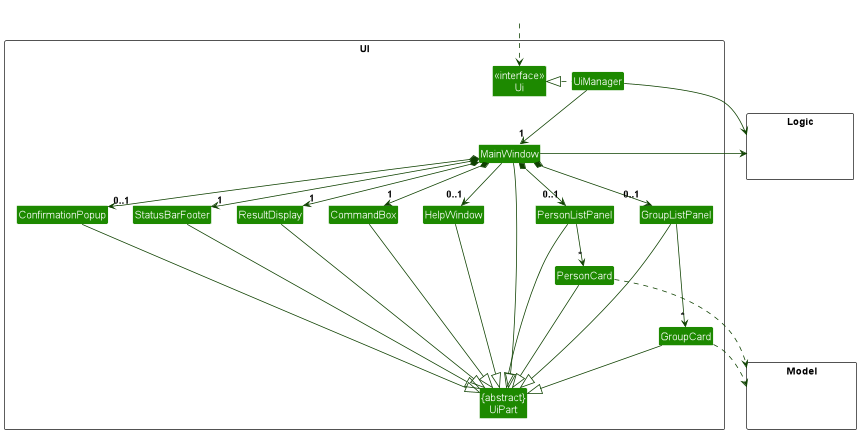 UI
«interface»
Ui
UiManager
Logic
1
MainWindow
0..1
1
1
1
0..1
0..1
0..1
ConfirmationPopup
StatusBarFooter
ResultDisplay
CommandBox
HelpWindow
PersonListPanel
GroupListPanel
*
PersonCard
*
GroupCard
Model
{abstract}
UiPart